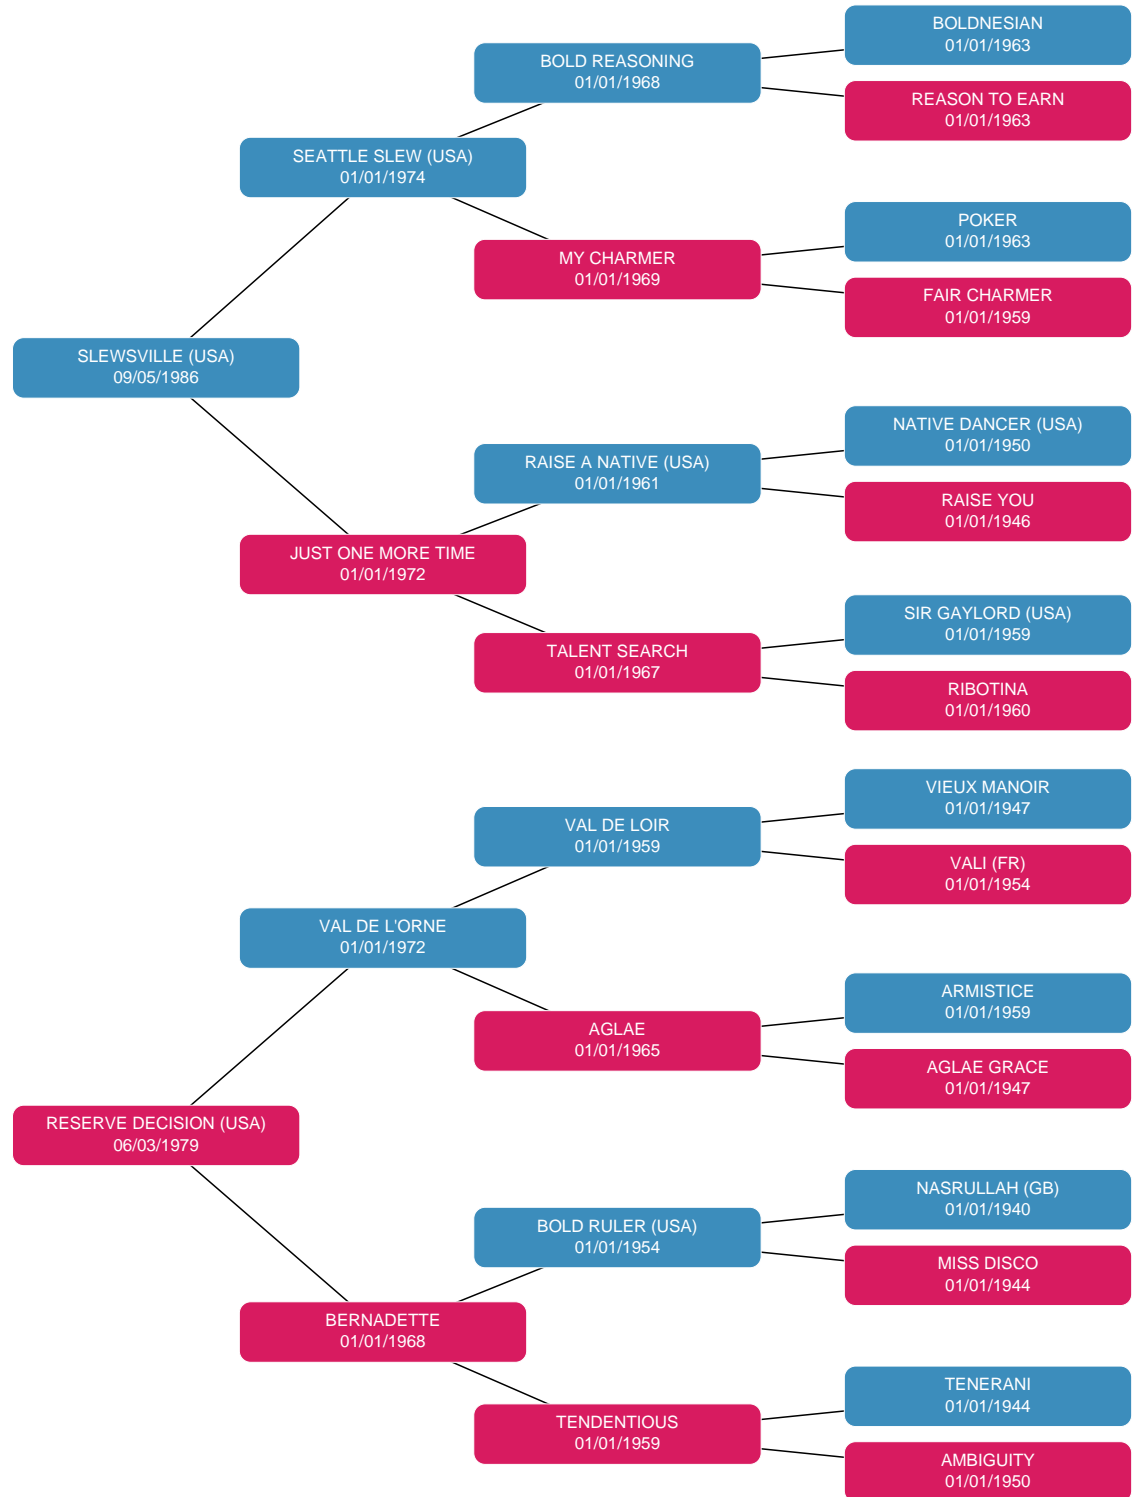 BOLDNESIAN
01/01/1963
BOLD REASONING
01/01/1968
REASON TO EARN
01/01/1963
SEATTLE SLEW (USA)
01/01/1974
POKER
01/01/1963
MY CHARMER
01/01/1969
FAIR CHARMER
01/01/1959
SLEWSVILLE (USA)
09/05/1986
NATIVE DANCER (USA)
01/01/1950
RAISE A NATIVE (USA)
01/01/1961
RAISE YOU
01/01/1946
JUST ONE MORE TIME
01/01/1972
SIR GAYLORD (USA)
01/01/1959
TALENT SEARCH
01/01/1967
RIBOTINA
01/01/1960
VIEUX MANOIR
01/01/1947
VAL DE LOIR
01/01/1959
VALI (FR)
01/01/1954
VAL DE L'ORNE
01/01/1972
ARMISTICE
01/01/1959
AGLAE
01/01/1965
AGLAE GRACE
01/01/1947
RESERVE DECISION (USA)
06/03/1979
NASRULLAH (GB)
01/01/1940
BOLD RULER (USA)
01/01/1954
MISS DISCO
01/01/1944
BERNADETTE
01/01/1968
TENERANI
01/01/1944
TENDENTIOUS
01/01/1959
AMBIGUITY
01/01/1950